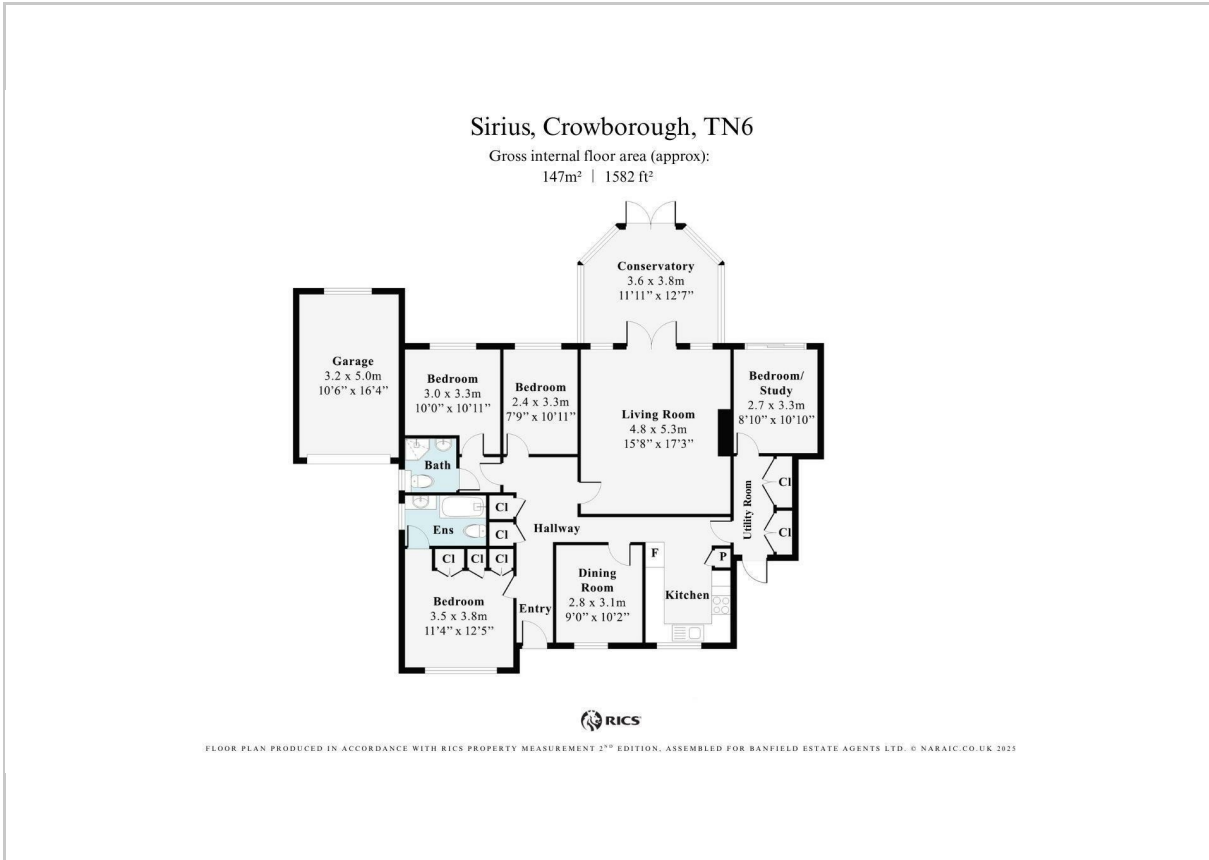 Sirius, Crowborough, TN6
Gross internal floor area (approx):
147m² | 1582 ft²
Conservatory
3.6 x 3.8m
11’11” x 12’7”
Garage
3.2 x 5.0m
10’6” x 16’4”
Bedroom
3.0 x 3.3m
10’0” x 10’11”
Bedroom
2.4 x 3.3m
7’9” x 10’11”
Living Room
4.8 x 5.3m
15’8” x 17’3”
Bedroom/
Study
2.7 x 3.3m
8’10” x 10’10”
Bath
Utility Room
Cl
Cl
Ens
Cl
Cl
Hallway
Cl
Cl
Cl
Bedroom
3.5 x 3.8m
11’4” x 12’5”
Entry
Dining
Room
2.8 x 3.1m
9’0” x 10’2”
F
P
Kitchen
RICS
FLOOR PLAN PRODUCED IN ACCORDANCE WITH RICS PROPERTY MEASUREMENT 2ND EDITION, ASSEMBLED FOR BANFIELD ESTATE AGENTS LTD. © NARAIC.CO.UK 2025